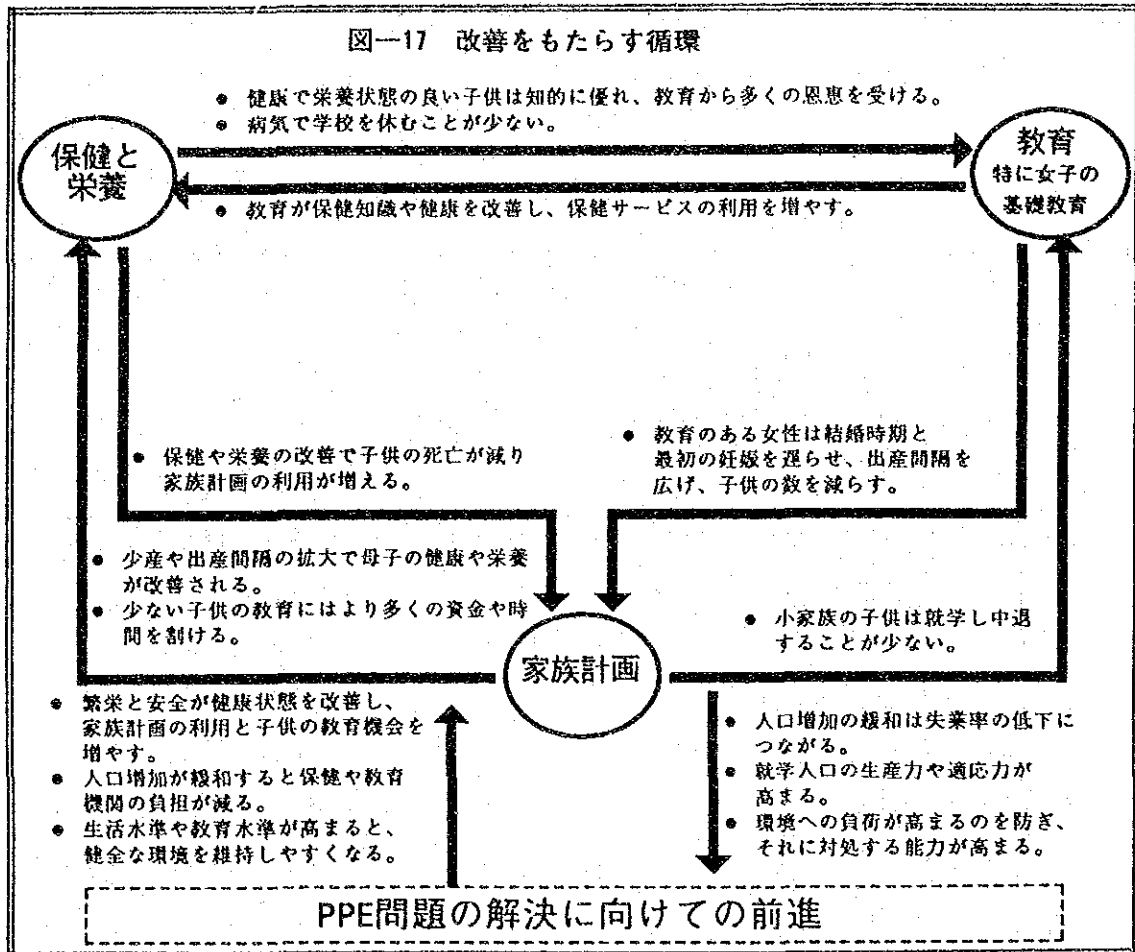 図―17 改善をもたらす循環
● 健康で栄養状態の良い子供は知的に優れ、教育から多くの恩恵を受ける。
● 病気で学校を休むことが少ない。
保健と
栄養
教育
特に女子の
基礎教育
● 教育が保健知識や健康を改善し、保健サービスの利用を増やす。
● 保健や栄養の改善で子供の死亡が減り
家族計画の利用が増える。
● 教育のある女性は結婚時期と
最初の妊娠を遅らせ、出産間隔を
広げ、子供の数を減らす。
● 少産や出産間隔の拡大で母子の健康や栄養
が改善される。
● 少ない子供の教育にはより多くの資金や時
間を割ける。
● 小家族の子供は就学し中退
することが少ない。
家族計画
● 繁栄と安全が健康状態を改善し、
家族計画の利用と子供の教育機会を
増やす。
● 人口増加が緩和すると保健や教育
機関の負担が減る。
● 生活水準や教育水準が高まると、
健全な環境を維持しやすくなる。
● 人口増加の緩和は失業率の低下に
つながる。
● 就学人口の生産力や適応力が
高まる。
● 環境への負荷が高まるのを防ぎ、
それに対処する能力が高まる。
PPE問題の解決に向けての前進